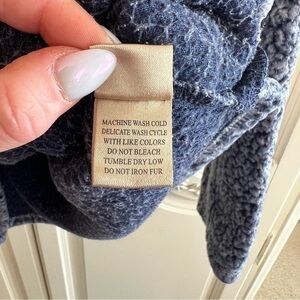 MACHINE WASH COLD
DELICATE WASH CYCLE
WITH LIKE COLORS
DO NOT BLEACH
TUMBLE DRY LOW
DO NOT IRON FUR